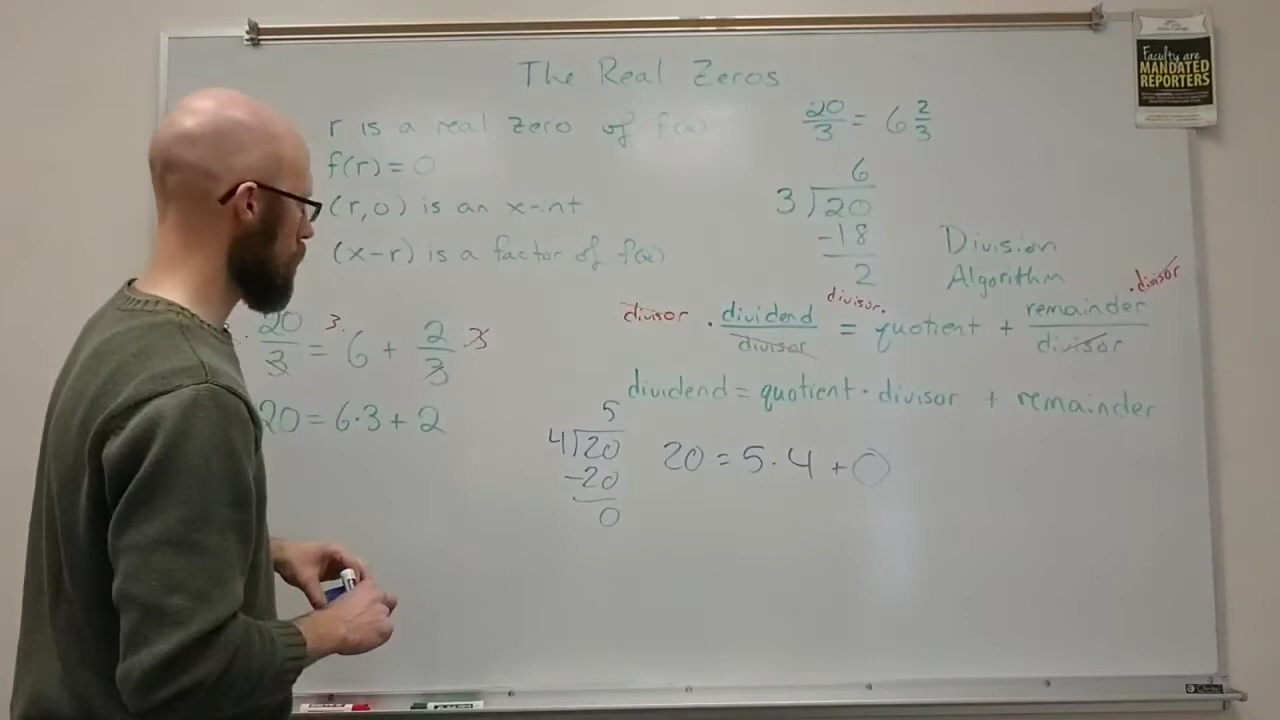 The Real Zeros
r is a real zero of f(x)
f(r) = 0
(r,0) is an x-int
(x-r) is a factor of f(x)
20/3 = 6 2/3
6
3 ) 20
-18
2
Division
Algorithm
divisor · dividend/divisor = divisor · quotient + remainder/divisor · divisor
dividend = quotient · divisor + remainder
· 20/3 = 3· 6 + 2/3 · 3
20 = 6·3 + 2
5
4 ) 20
-20
0
20 = 5·4 + 0
Faculty are
MANDATED
REPORTERS